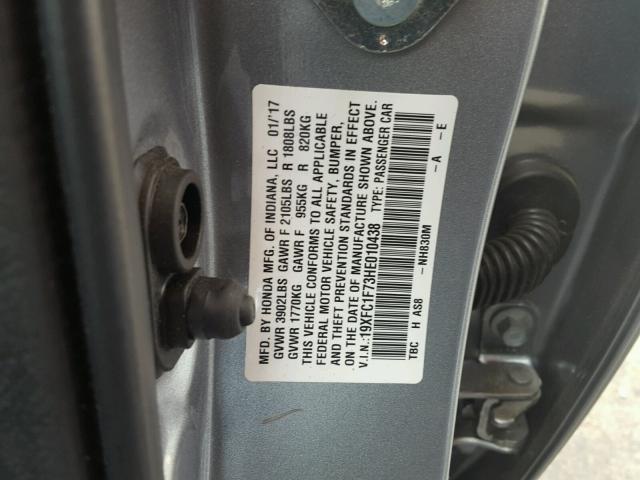 MFD. BY HONDA MFG. OF INDIANA, LLC 01/17
GVWR 3902LBS GAWR F 2105LBS R 1808LBS
GVWR 1770KG GAWR F 955KG R 820KG
THIS VEHICLE CONFORMS TO ALL APPLICABLE
FEDERAL MOTOR VEHICLE SAFETY, BUMPER,
AND THEFT PREVENTION STANDARDS IN EFFECT
ON THE DATE OF MANUFACTURE SHOWN ABOVE.
V.I.N.:19XFC1F73HE010438 TYPE: PASSENGER CAR
-NH830M -A -E
TBC H AS8